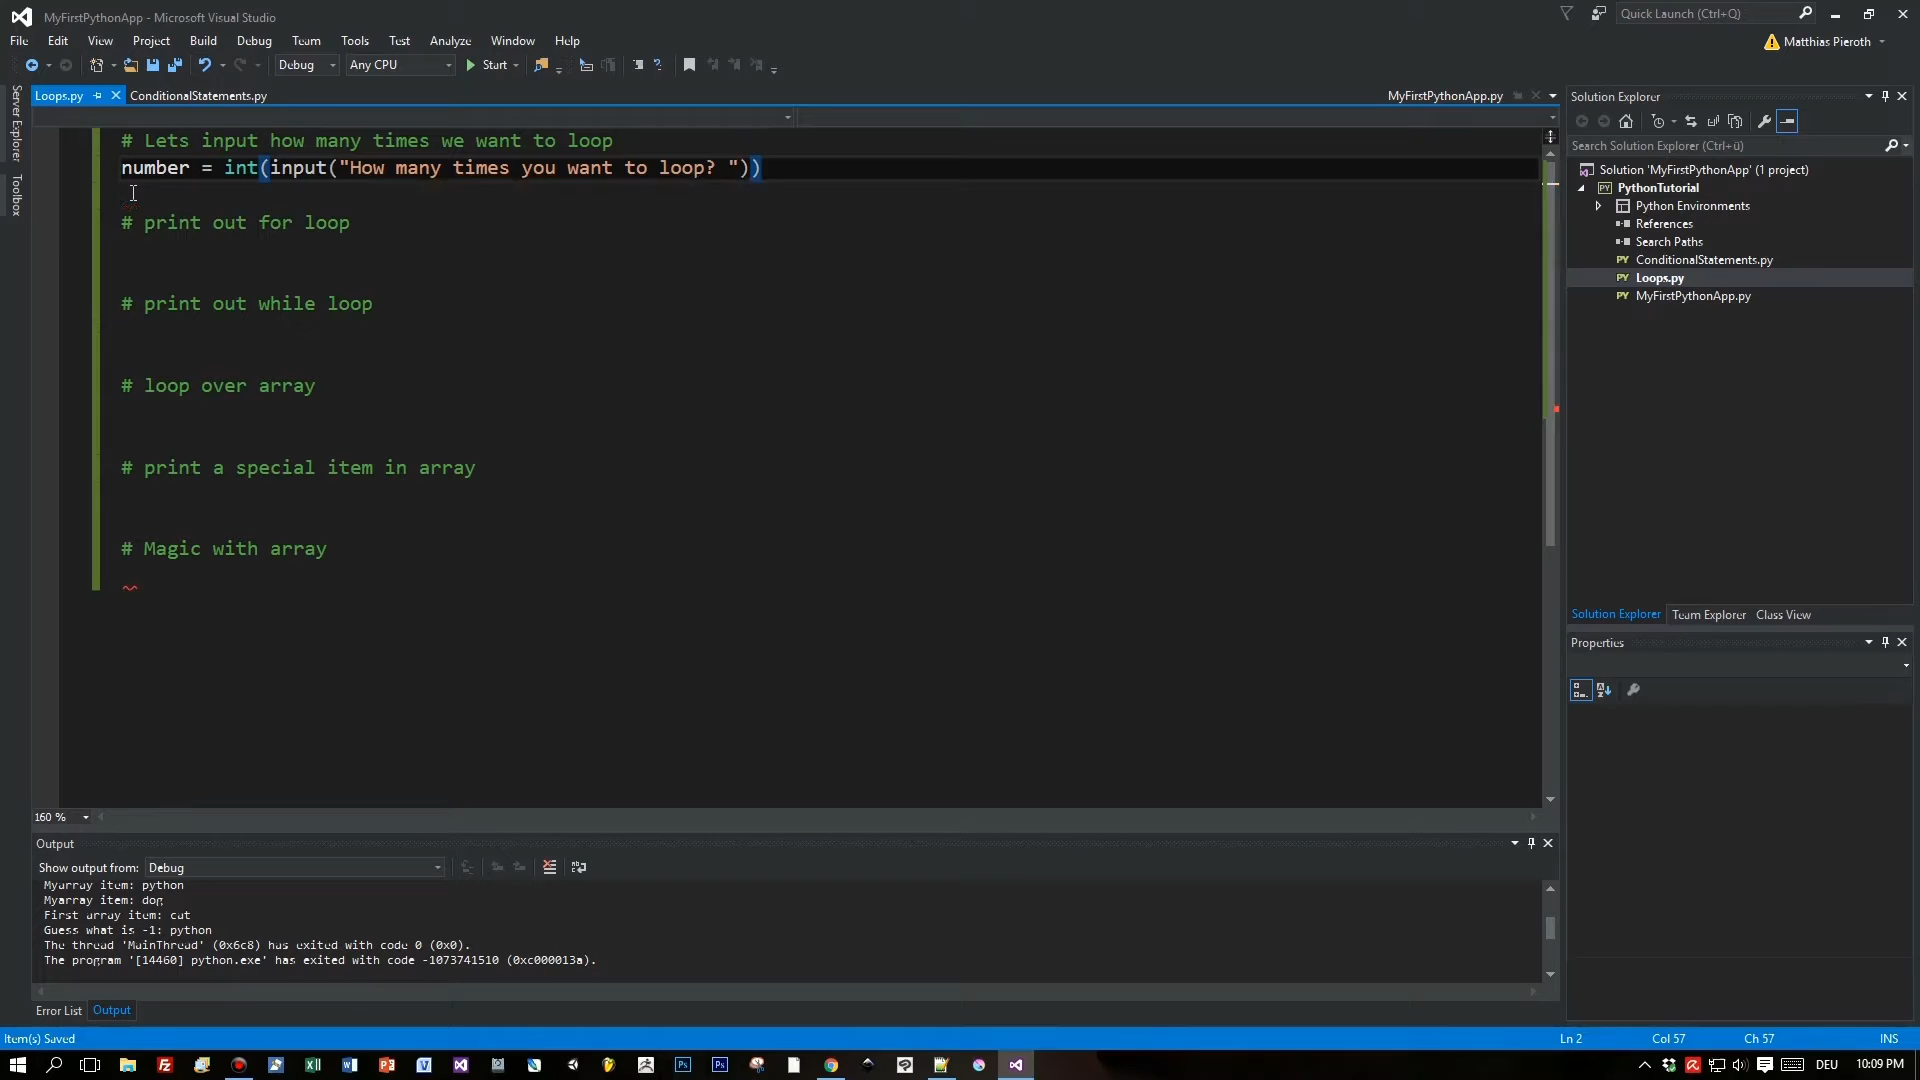 MyFirstPythonApp - Microsoft Visual Studio
Quick Launch (Ctrl+Q)
File Edit View Project Build Debug Team Tools Test Analyze Window Help
Matthias Pieroth
Debug Any CPU Start
Loops.py ConditionalStatements.py MyFirstPythonApp.py
Server Explorer
Toolbox
# Lets input how many times we want to loop
number = int(input("How many times you want to loop? "))
# print out for loop
# print out while loop
# loop over array
# print a special item in array
# Magic with array
Solution Explorer
Search Solution Explorer (Ctrl+ü)
Solution 'MyFirstPythonApp' (1 project)
PythonTutorial
Python Environments
References
Search Paths
ConditionalStatements.py
Loops.py
MyFirstPythonApp.py
Solution Explorer Team Explorer Class View
Properties
160 %
Output
Show output from: Debug
Myarray item: python
Myarray item: dog
First array item: cat
Guess what is -1: python
The thread 'MainThread' (0x6c8) has exited with code 0 (0x0).
The program '[14460] python.exe' has exited with code -1073741510 (0xc000013a).
Error List Output
Item(s) Saved Ln 2 Col 57 Ch 57 INS
DEU 10:09 PM